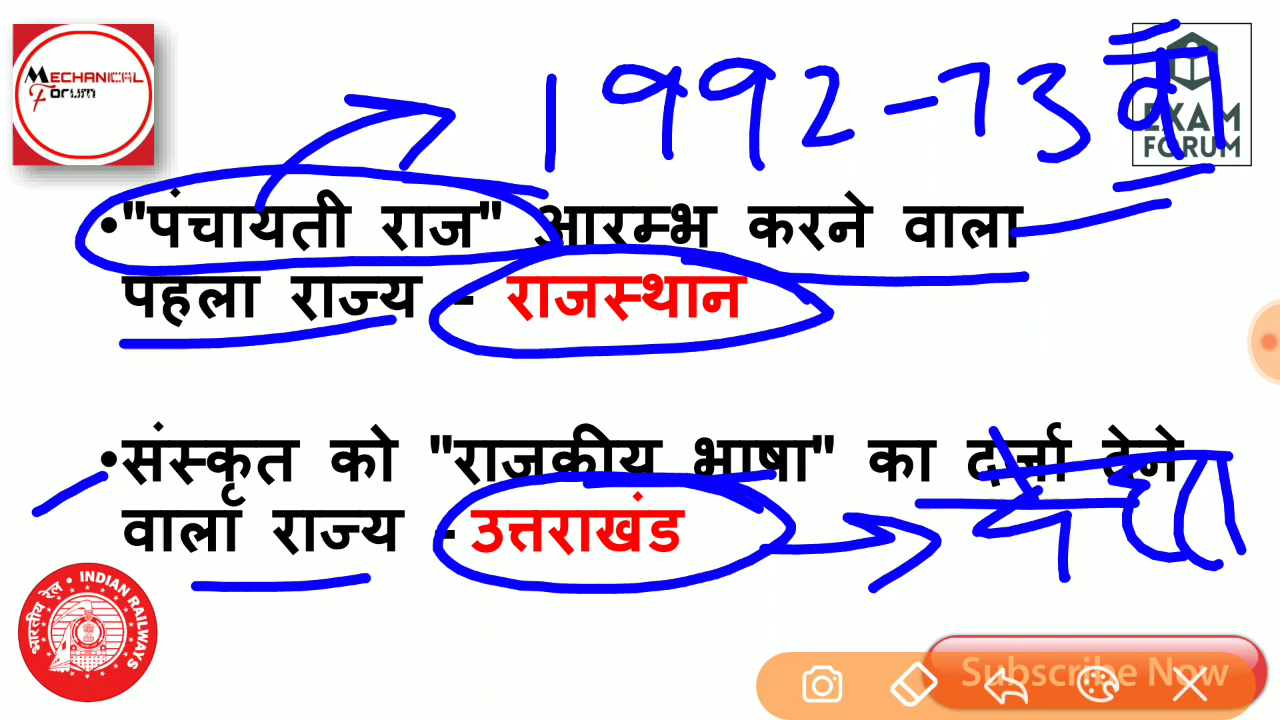 MECHANICAL
FORUM
1992-73वां
EXAM
FORUM
•"पंचायती राज" आरम्भ करने वाला
पहला राज्य - राजस्थान
•संस्कृत को "राजकीय भाषा" का दर्जा देने
वाला राज्य - उत्तराखंड
भारतीय रेल • INDIAN RAILWAYS
Subscribe Now